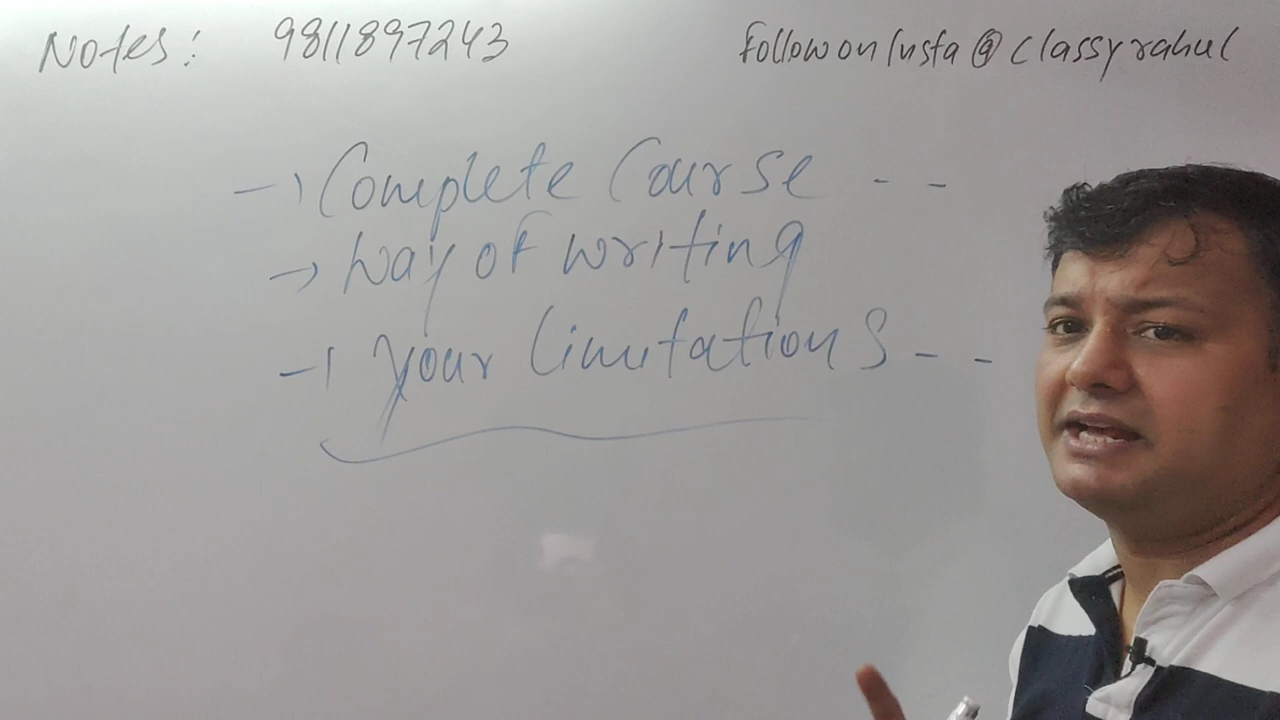 Notes: 9811897243
Follow on Insta @ classyrahul
→ Complete Course - -
→ Way of writing
→ Your limitations - -